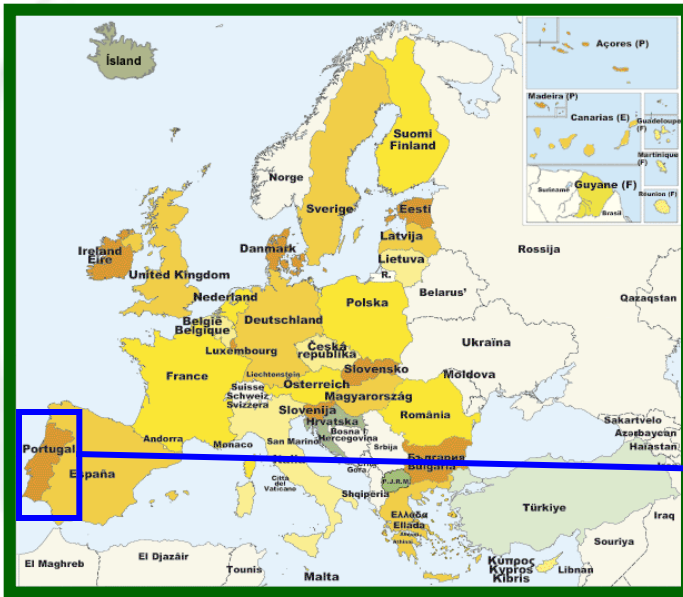 Ísland
Açores (P)
Madeira (P)
Canarias (E)
Guadeloupe (F)
Martinique (F)
Réunion (F)
Suriname
Guyane (F)
Brasil
Suomi
Finland
Norge
Sverige
Eesti
Latvija
Lietuva
R.
Rossija
Danmark
Ireland
Éire
United Kingdom
Nederland
België
Belgique
Deutschland
Polska
Belarus'
Qazaqstan
Luxembourg
Česká
republika
Slovensko
Ukraïna
Moldova
France
Liechtenstein
Suisse
Schweiz
Svizzera
Österreich
Magyarország
România
Slovenija
Hrvatska
Bosna i
Hercegovina
Srbija
Sakartvelo
Azərbaycan
Haïastan
Portugal
España
Andorra
Monaco
San Marino
Città
del
Vaticano
Crna
Gora
България
Bulgaria
P.J.R.M.
Shqipëria
Ελλάδα
Ellada
Türkiye
Iraq
Souriya
Κύπρος
Kypros
Kıbrıs
Libnan
El Maghreb
El Djazâir
Tounis
Malta